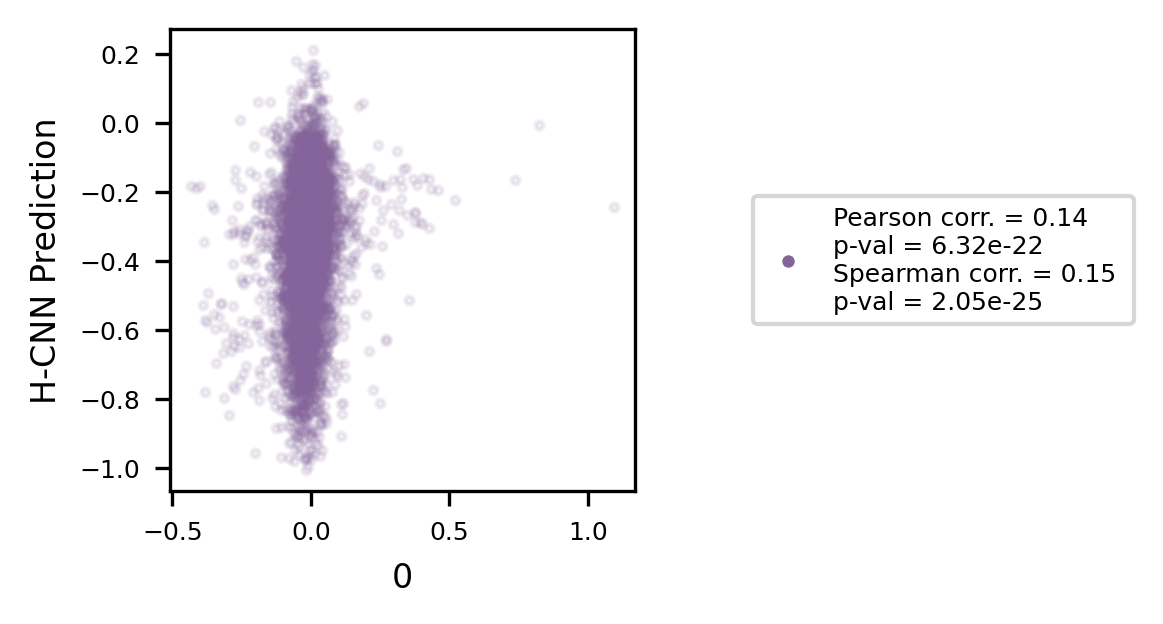 H-CNN Prediction
0.2
0.0
−0.2
−0.4
−0.6
−0.8
−1.0
−0.5
0.0
0.5
1.0
0
Pearson corr. = 0.14
p-val = 6.32e-22
Spearman corr. = 0.15
p-val = 2.05e-25